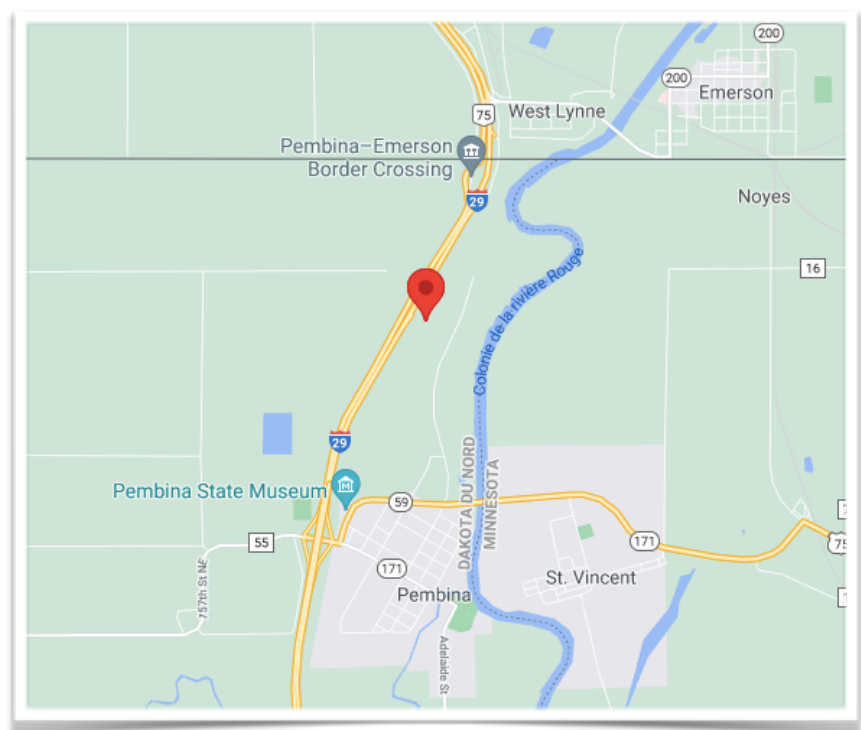 200
200
Emerson
75
West Lynne
Pembina–Emerson
Border Crossing
29
Noyes
16
Colonie de la rivière Rouge
29
DAKOTA DU NORD
MINNESOTA
Pembina State Museum
59
55
171
171
75
757th St NE
St. Vincent
Pembina
Adelaide St